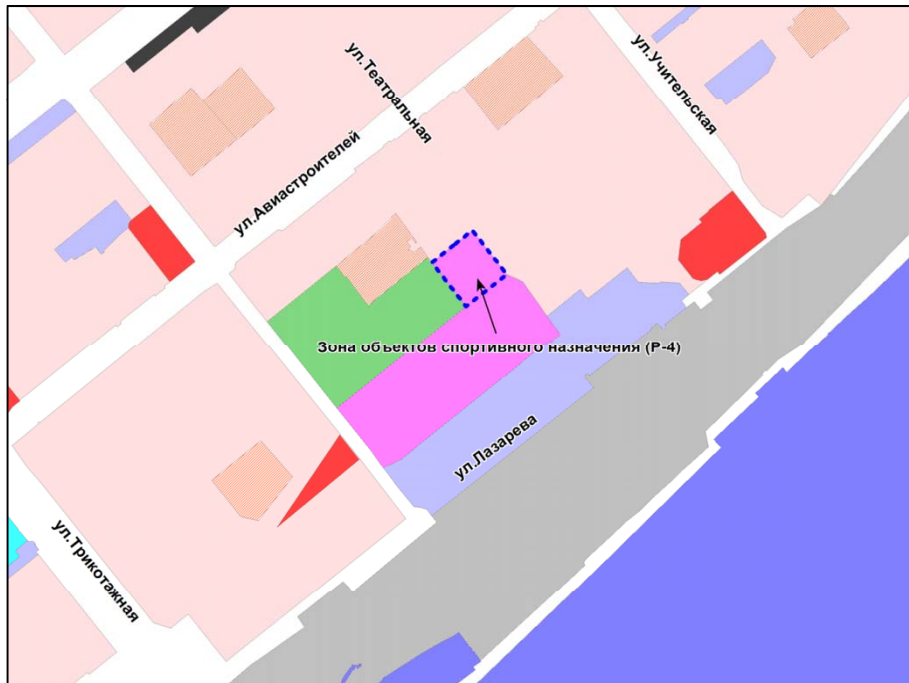 ул.Театральная
ул.Учительская
ул.Авиастроителей
Зона объектов спортивного назначения (Р-4)
ул.Лазарева
ул.Трикотажная